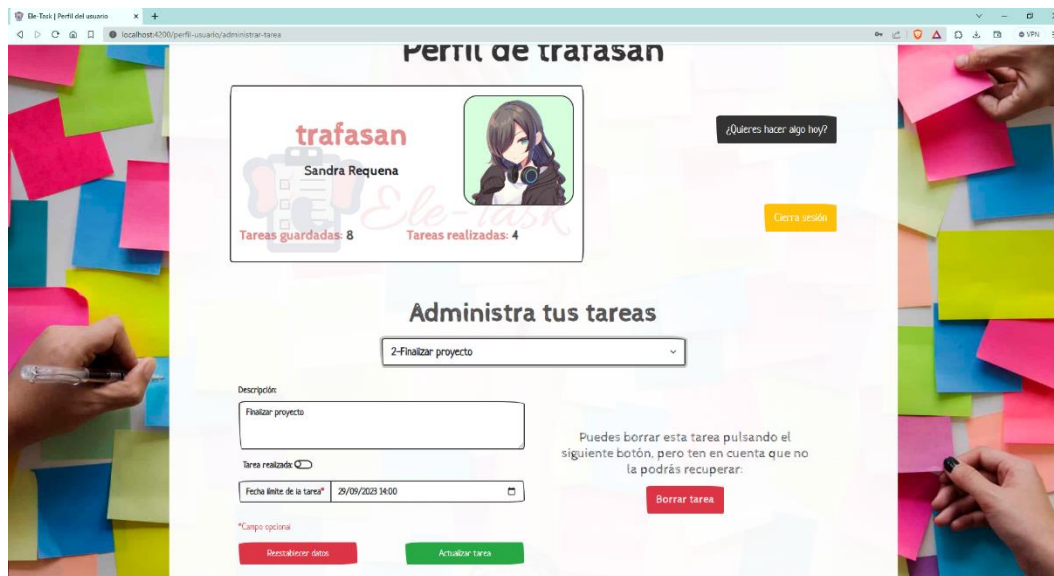 Ele-Task | Perfil del usuario
localhost:4200/perfil-usuario/administrar-tarea
VPN
Perfil de trafasan
trafasan
Sandra Requena
Ele-Task
Tareas guardadas: 8
Tareas realizadas: 4
¿Quieres hacer algo hoy?
Cierra sesión
Administra tus tareas
2-Finalizar proyecto
Descripción:
Finalizar proyecto
Tarea realizada:
Fecha límite de la tarea* 29/09/2023 14:00
*Campo opcional
Reestablecer datos
Actualizar tarea
Puedes borrar esta tarea pulsando el
siguiente botón, pero ten en cuenta que no
la podrás recuperar:
Borrar tarea